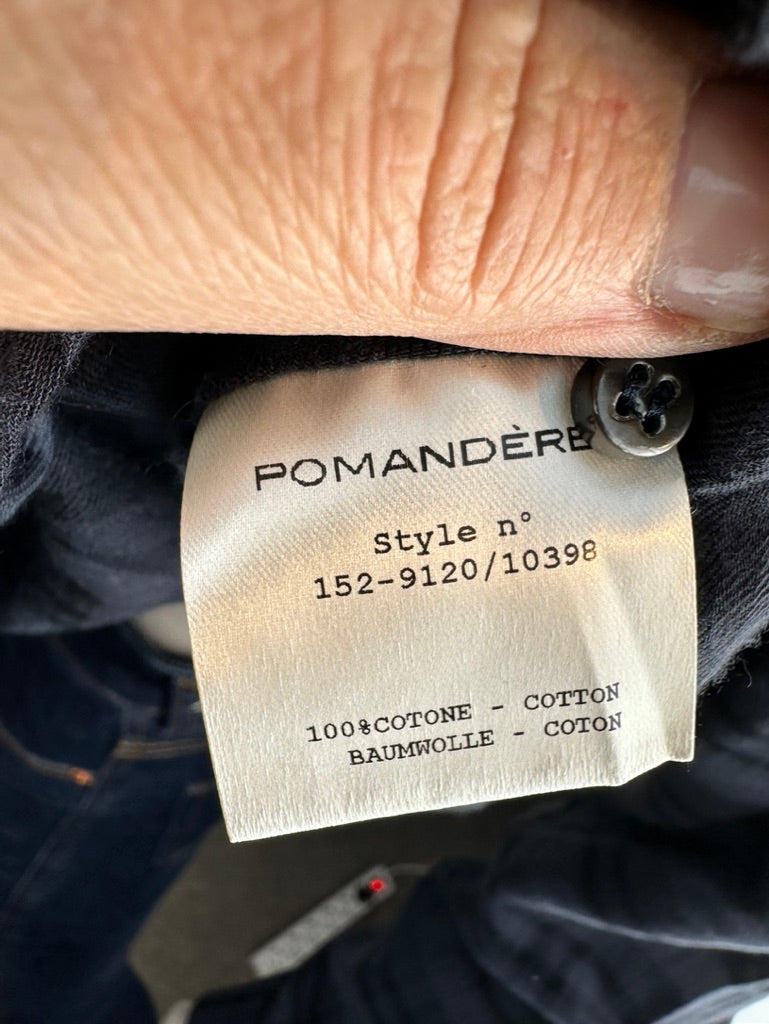 POMANDÈRE
Style n°
152-9120/10398
100%COTONE - COTTON
BAUMWOLLE - COTON